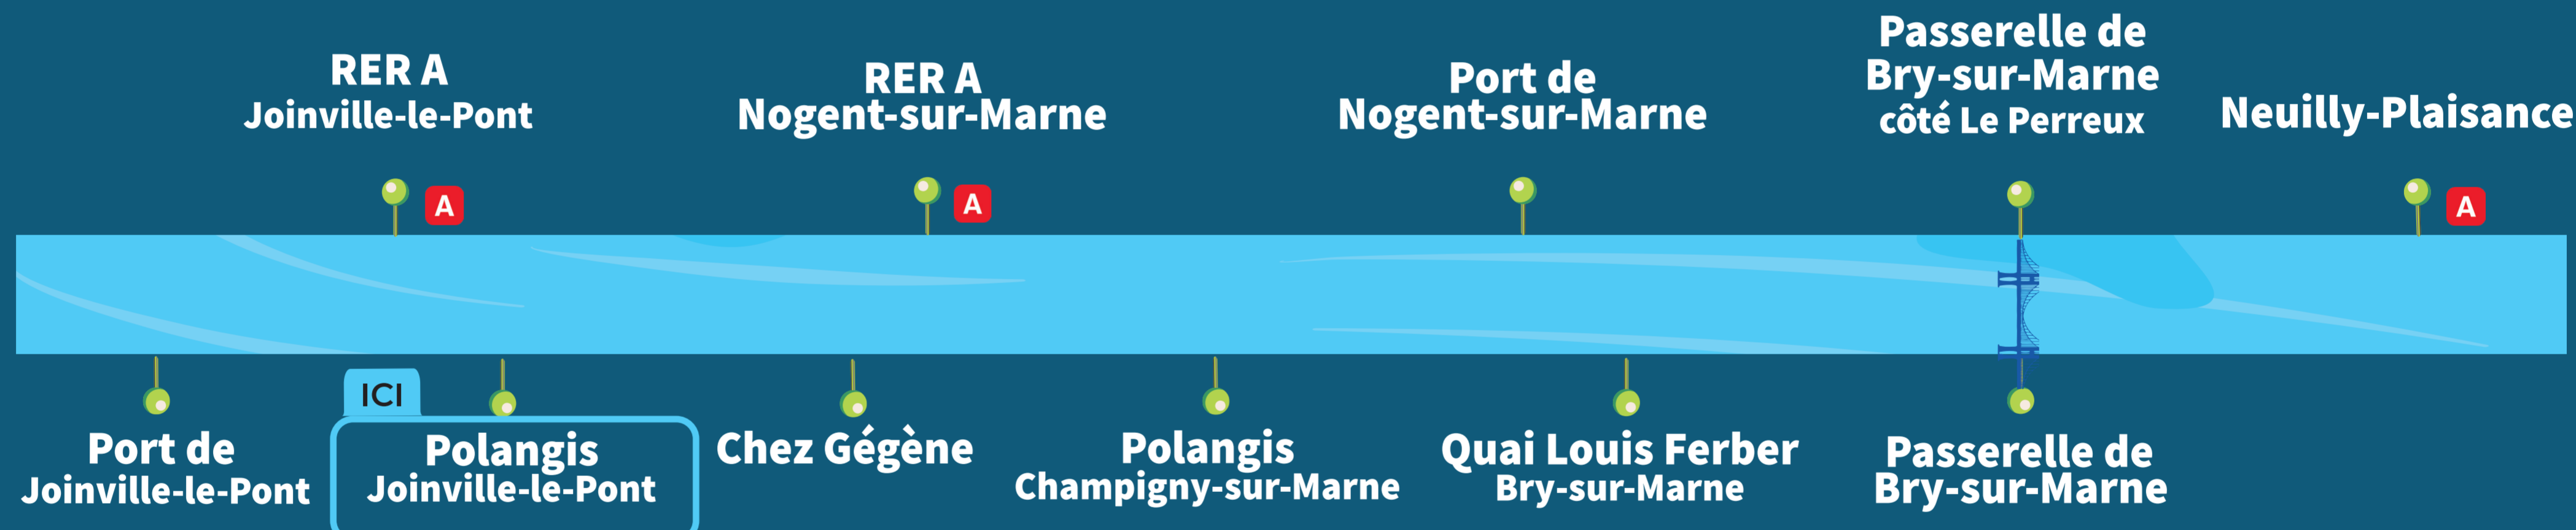 RER A
Joinville-le-Pont
A
RER A
Nogent-sur-Marne
A
Port de
Nogent-sur-Marne
Passerelle de
Bry-sur-Marne
côté Le Perreux
Neuilly-Plaisance
A
Port de
Joinville-le-Pont
ICI
Polangis
Joinville-le-Pont
Chez Gégène
Polangis
Champigny-sur-Marne
Quai Louis Ferber
Bry-sur-Marne
Passerelle de
Bry-sur-Marne